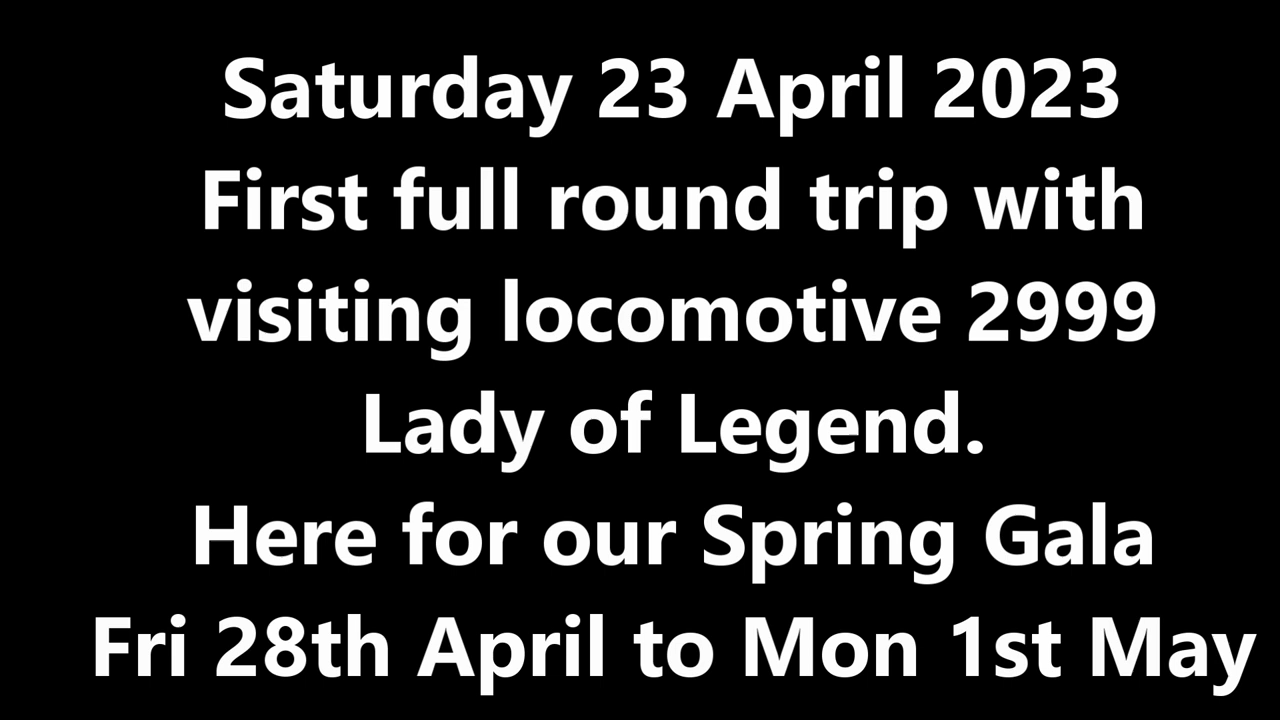 Saturday 23 April 2023
First full round trip with
visiting locomotive 2999
Lady of Legend.
Here for our Spring Gala
Fri 28th April to Mon 1st May